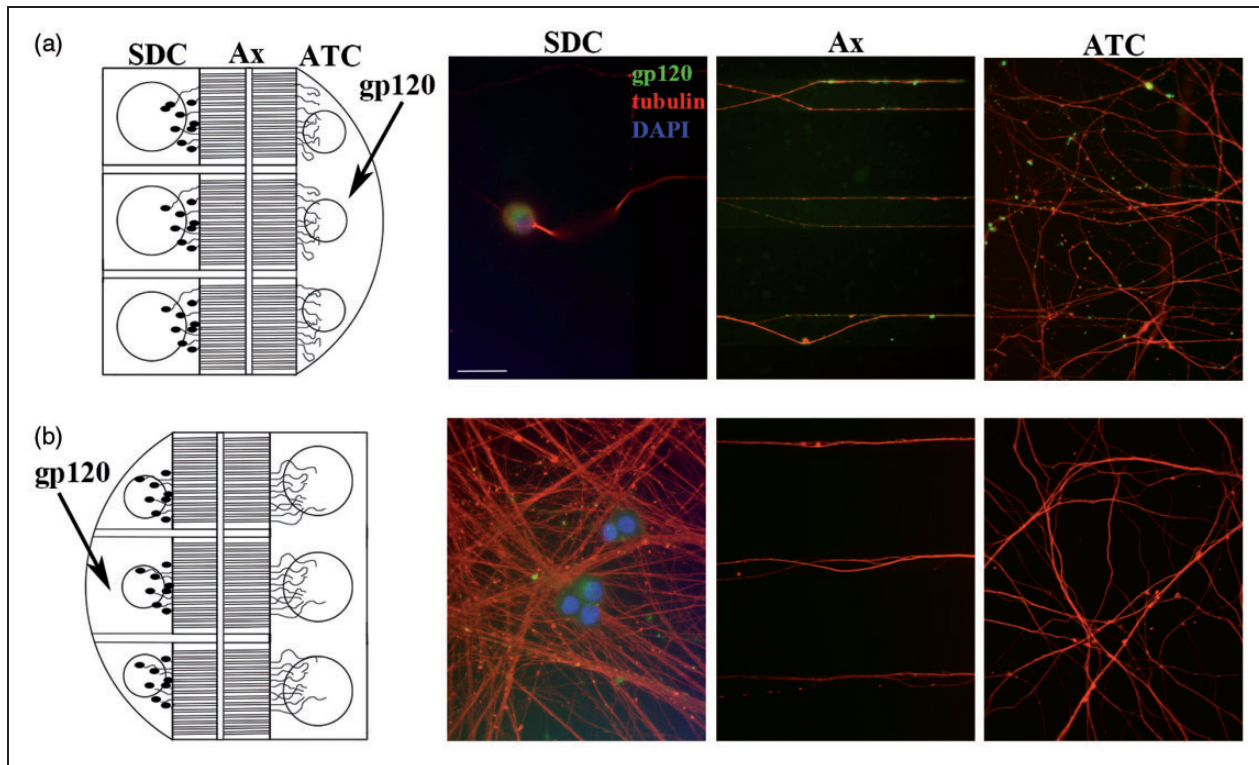 (a)
SDC Ax ATC
gp120
SDC
Ax
ATC
gp120
tubulin
DAPI
(b)
gp120